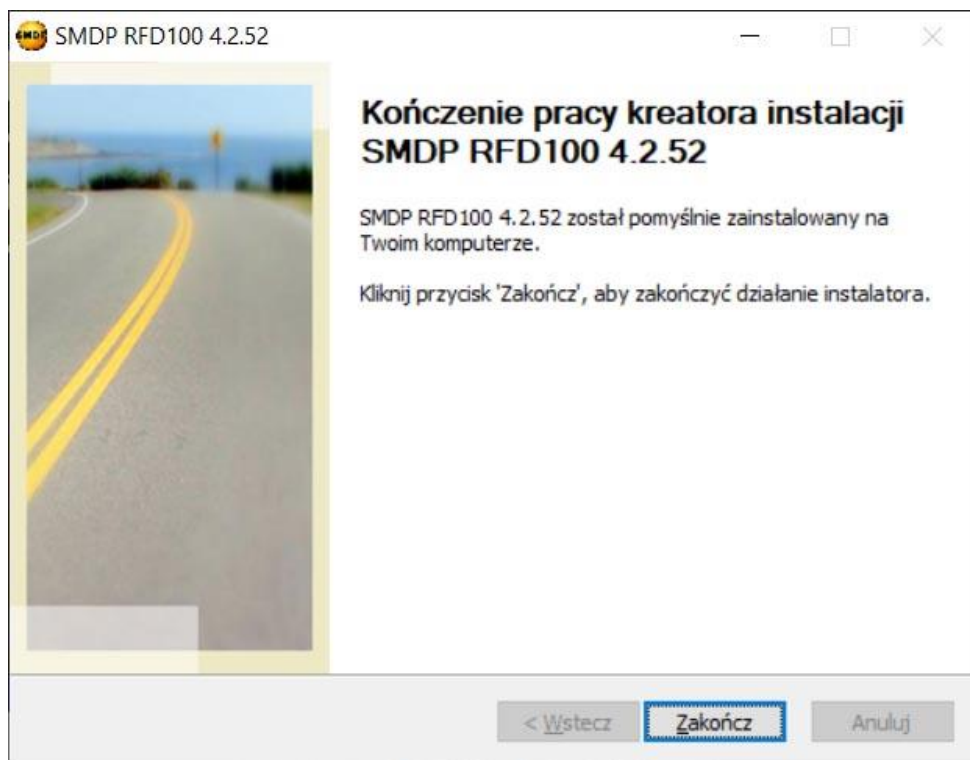 SMDP
SMDP RFD100 4.2.52
Kończenie pracy kreatora instalacji
SMDP RFD100 4.2.52
SMDP RFD100 4.2.52 został pomyślnie zainstalowany na
Twoim komputerze.
Kliknij przycisk 'Zakończ', aby zakończyć działanie instalatora.
< Wstecz
Zakończ
Anuluj